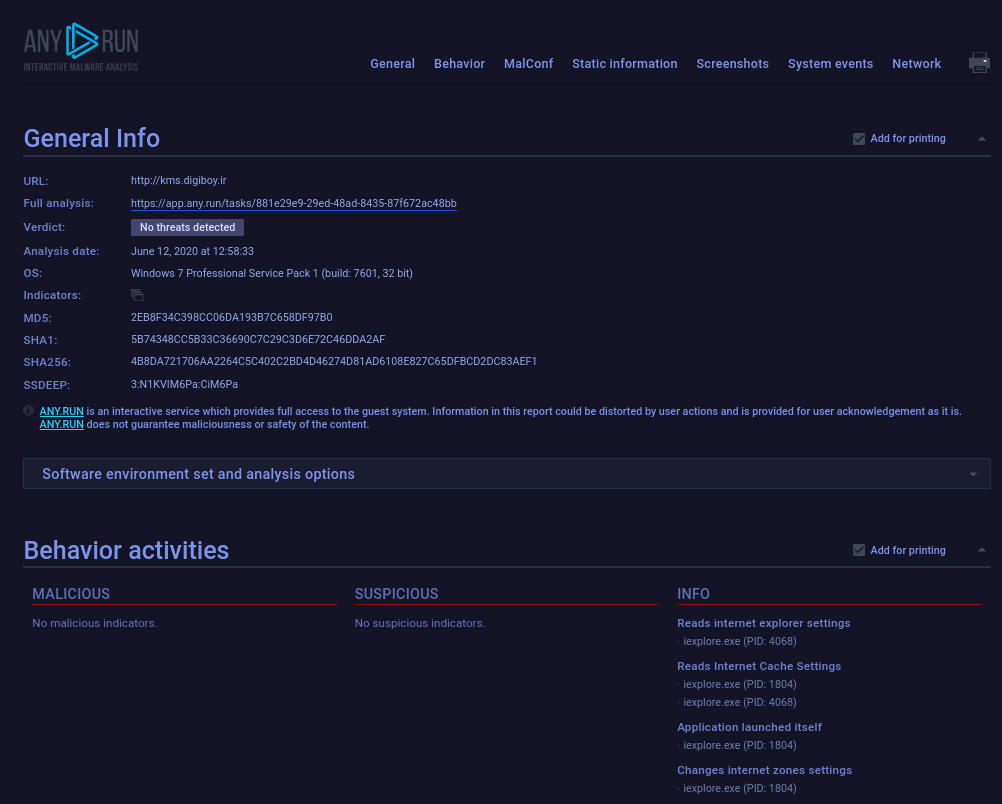 ANY RUN
INTERACTIVE MALWARE ANALYSIS
General Behavior MalConf Static information Screenshots System events Network
General Info
Add for printing
URL: http://kms.digiboy.ir
Full analysis: https://app.any.run/tasks/881e29e9-29ed-48ad-8435-87f672ac48bb
Verdict: No threats detected
Analysis date: June 12, 2020 at 12:58:33
OS: Windows 7 Professional Service Pack 1 (build: 7601, 32 bit)
Indicators:
MD5: 2EB8F34C398CC06DA193B7C658DF97B0
SHA1: 5B74348CC5B33C36690C7C29C3D6E72C46DDA2AF
SHA256: 4B8DA721706AA2264C5C402C2BD4D46274D81AD6108E827C65DFBCD2DC83AEF1
SSDEEP: 3:N1KVIM6Pa:CiM6Pa
ANY.RUN is an interactive service which provides full access to the guest system. Information in this report could be distorted by user actions and is provided for user acknowledgement as it is.
ANY.RUN does not guarantee maliciousness or safety of the content.
Software environment set and analysis options
Behavior activities
Add for printing
MALICIOUS
No malicious indicators.
SUSPICIOUS
No suspicious indicators.
INFO
Reads internet explorer settings
iexplore.exe (PID: 4068)
Reads Internet Cache Settings
iexplore.exe (PID: 1804)
iexplore.exe (PID: 4068)
Application launched itself
iexplore.exe (PID: 1804)
Changes internet zones settings
iexplore.exe (PID: 1804)